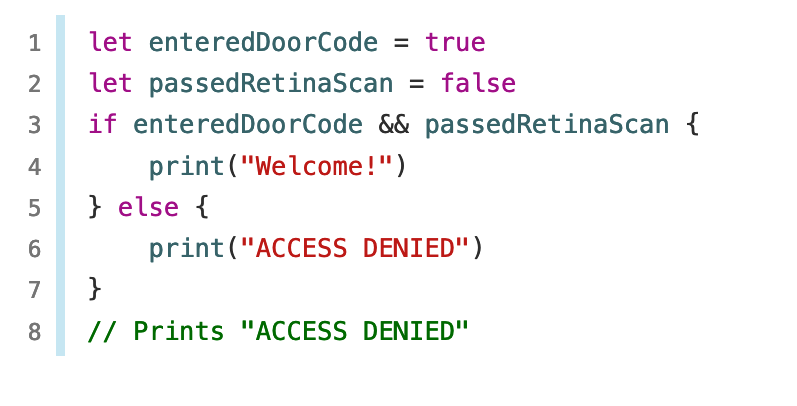 1 let enteredDoorCode = true
2 let passedRetinaScan = false
3 if enteredDoorCode && passedRetinaScan {
4     print("Welcome!")
5 } else {
6     print("ACCESS DENIED")
7 }
8 // Prints "ACCESS DENIED"